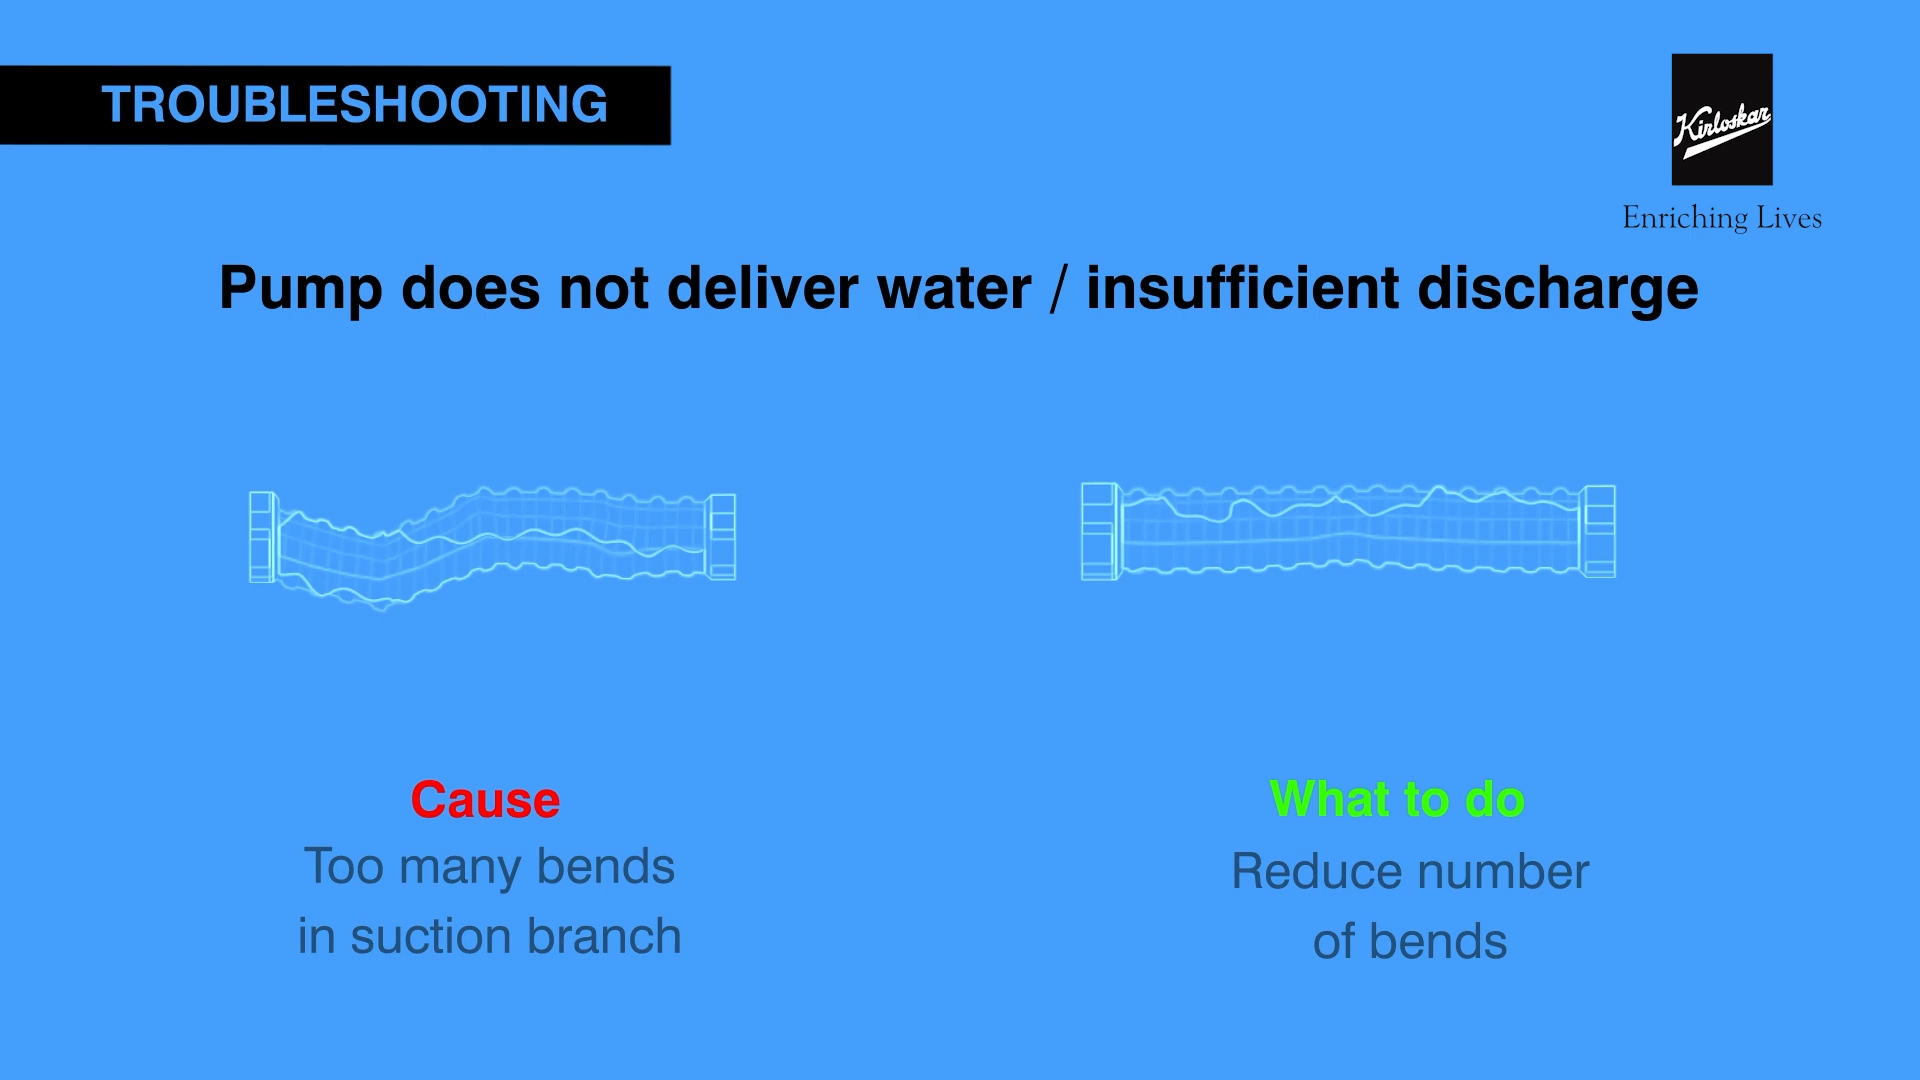 TROUBLESHOOTING
Kirloskar
Enriching Lives
Pump does not deliver water / insufficient discharge
Cause
Too many bends
in suction branch
What to do
Reduce number
of bends